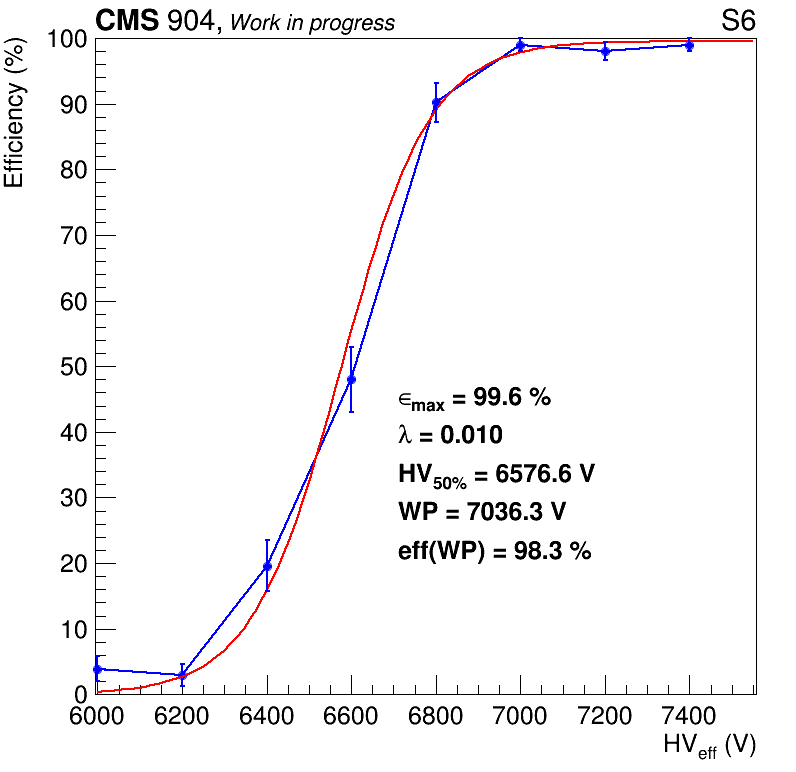 CMS 904, Work in progress S6
Efficiency (%)
100
90
80
70
60
50
40
30
20
10
0
ϵmax = 99.6 %
λ = 0.010
HV50% = 6576.6 V
WP = 7036.3 V
eff(WP) = 98.3 %
6000 6200 6400 6600 6800 7000 7200 7400
HVeff (V)